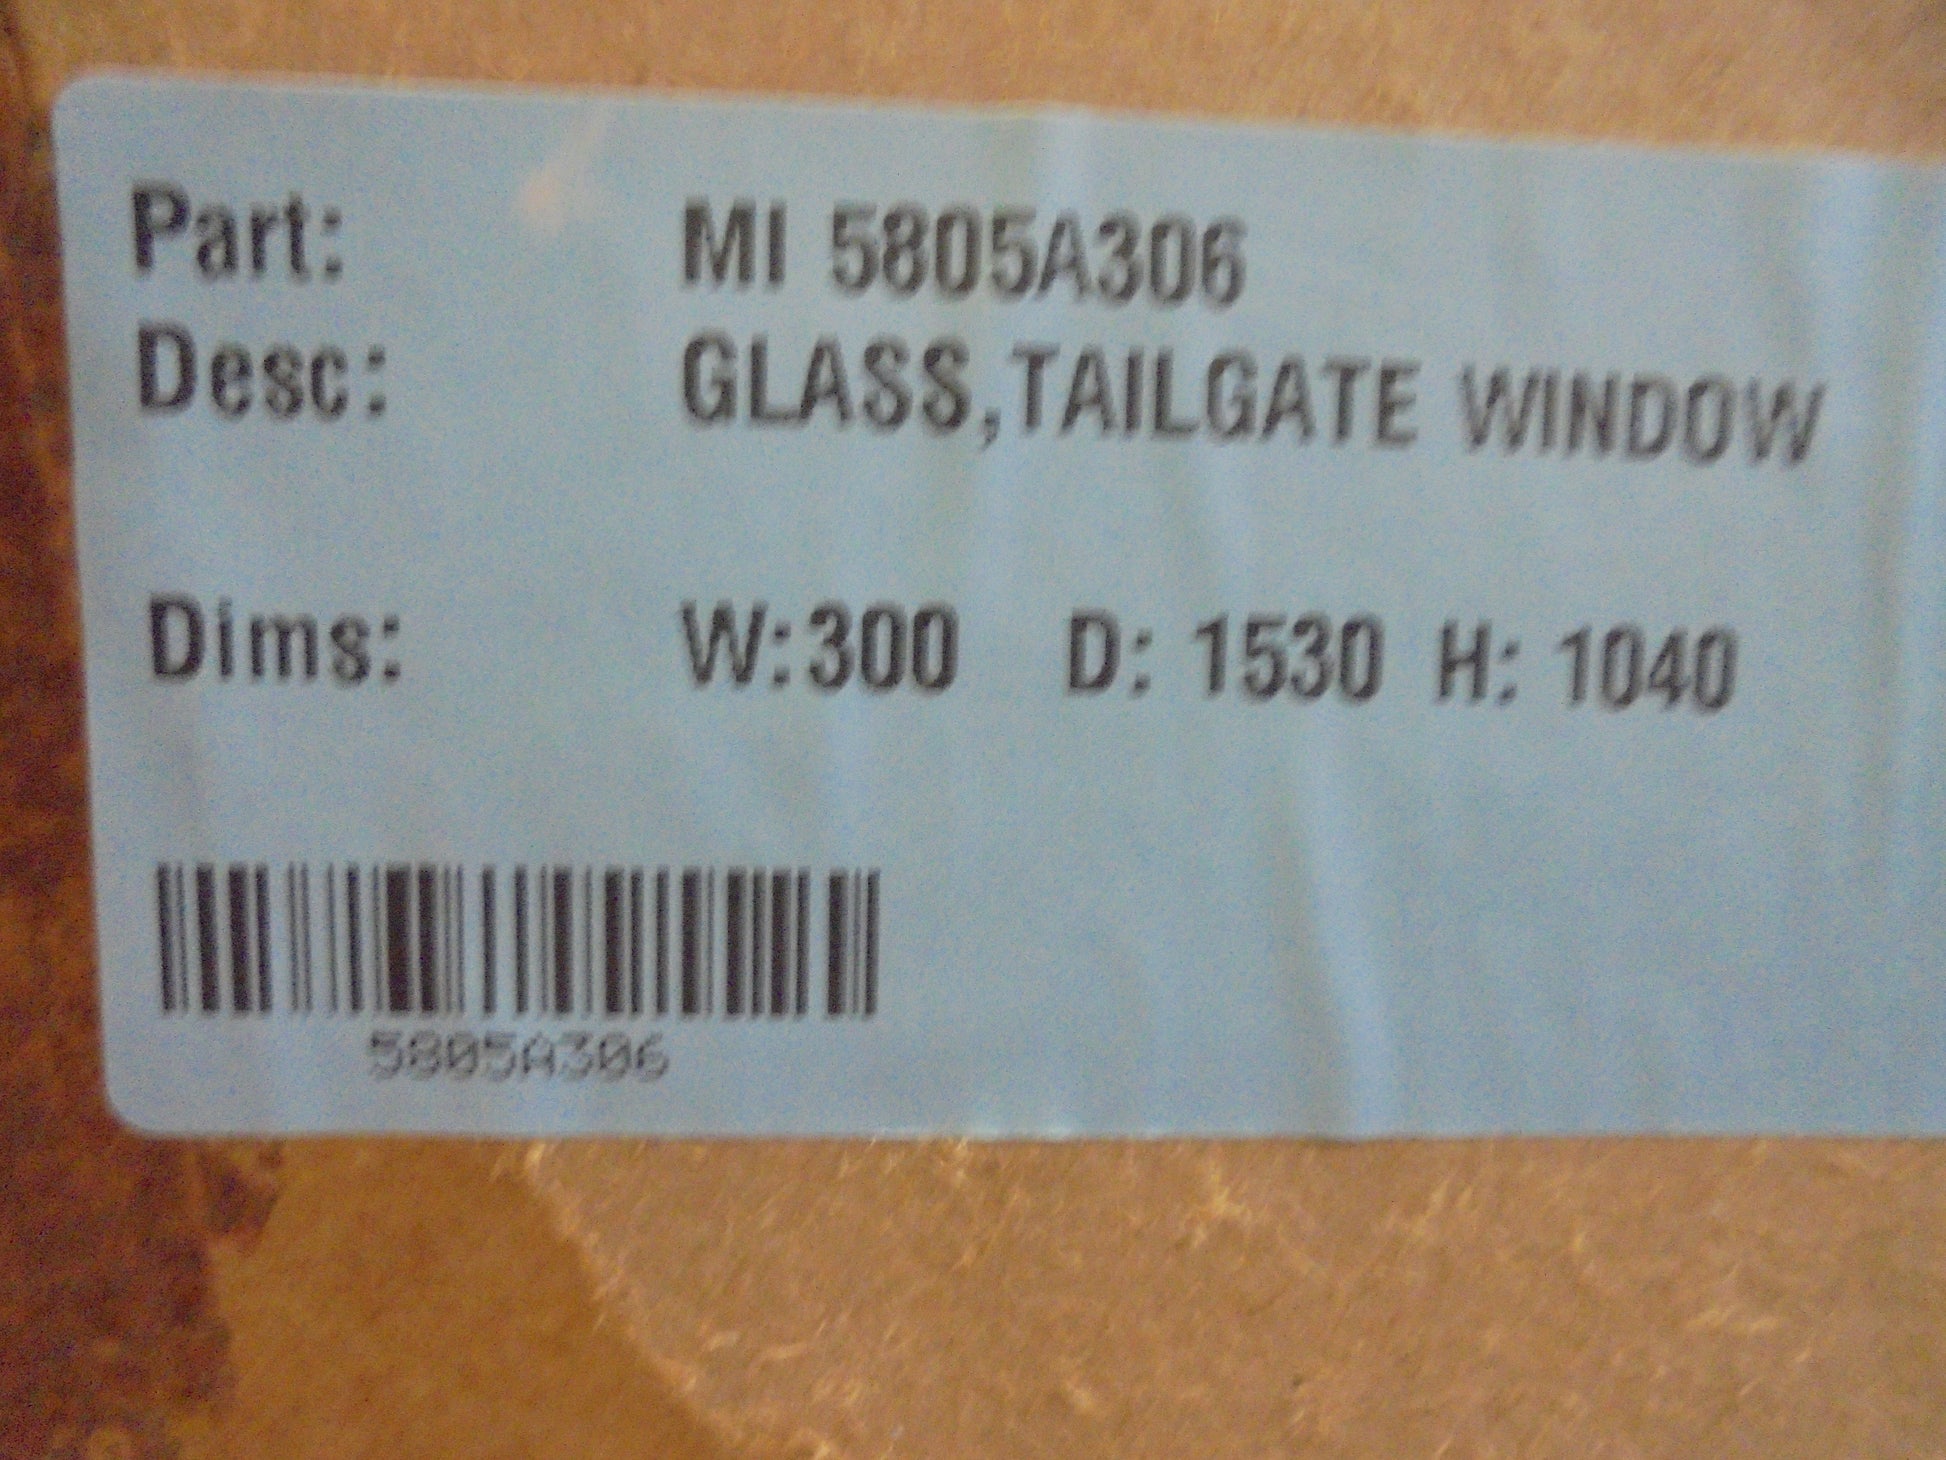 Part: MI 5805A306
Desc: GLASS,TAILGATE WINDOW
Dims: W:300 D: 1530 H: 1040
5805A306